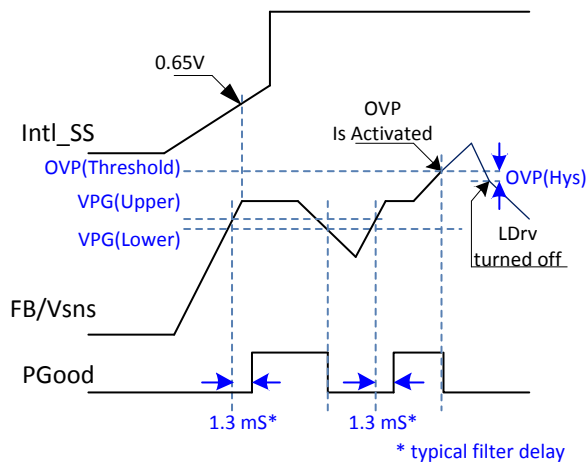 0.65V
Intl_SS
OVP
Is Activated
OVP(Threshold)
OVP(Hys)
VPG(Upper)
VPG(Lower)
LDrv
turned off
FB/Vsns
PGood
1.3 mS*
1.3 mS*
* typical filter delay